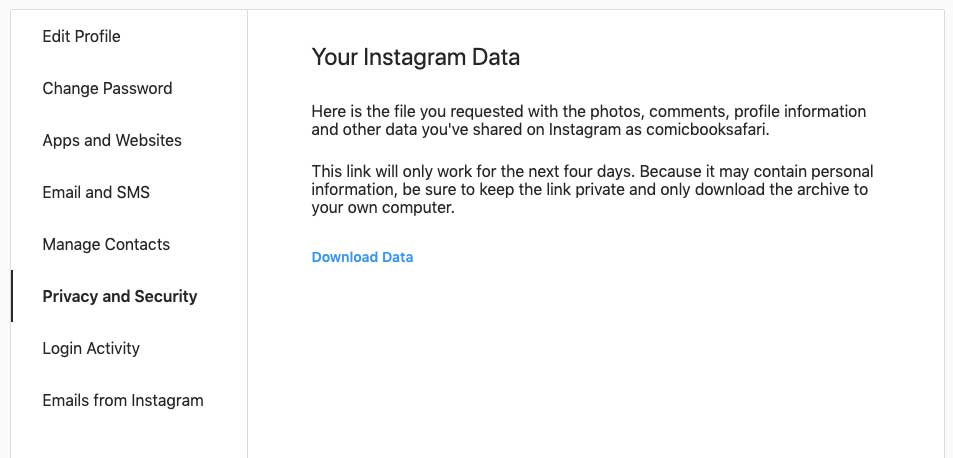 Edit Profile
Change Password
Apps and Websites
Email and SMS
Manage Contacts
Privacy and Security
Login Activity
Emails from Instagram
Your Instagram Data
Here is the file you requested with the photos, comments, profile information
and other data you've shared on Instagram as comicbooksafari.
This link will only work for the next four days. Because it may contain personal
information, be sure to keep the link private and only download the archive to
your own computer.
Download Data